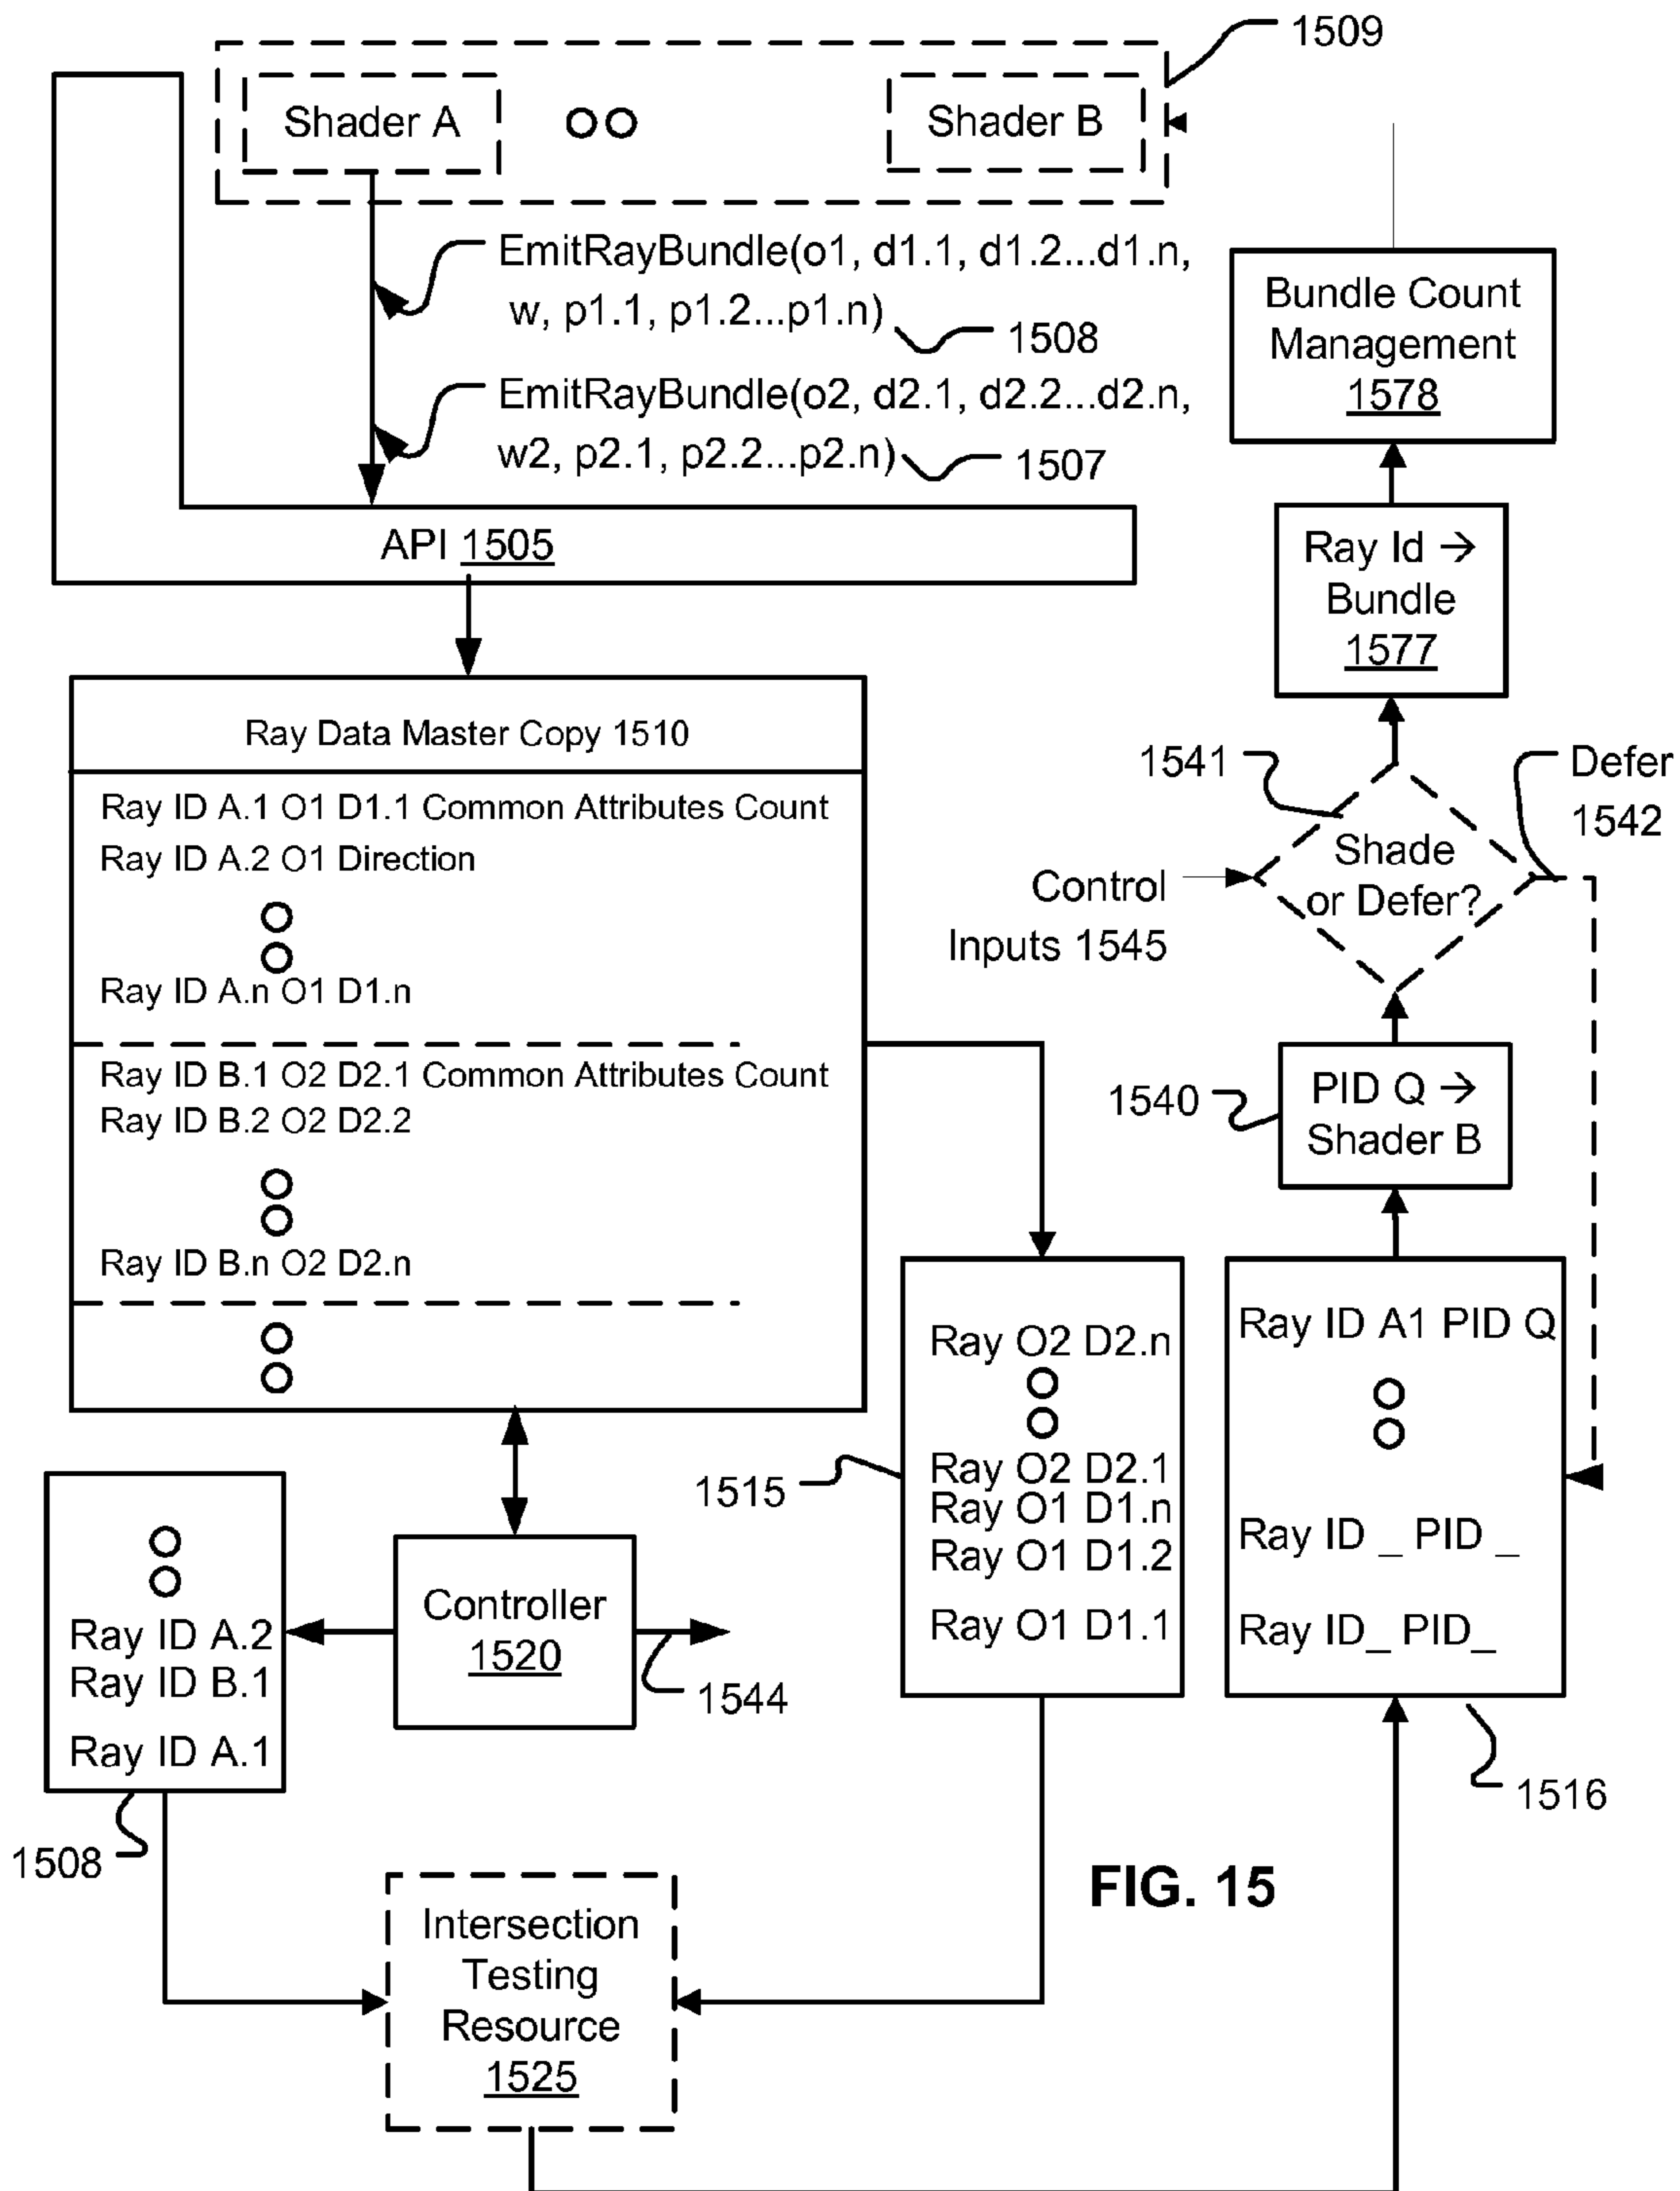 1509
Shader A
Shader B
EmitRayBundle(o1, d1.1, d1.2...d1.n,
w, p1.1, p1.2...p1.n)
1508
EmitRayBundle(o2, d2.1, d2.2...d2.n,
w2, p2.1, p2.2...p2.n)
1507
API 1505
Bundle Count
Management
1578
Ray Id →
Bundle
1577
1541
Defer
1542
Shade
or Defer?
Control
Inputs 1545
1540
PID Q →
Shader B
Ray Data Master Copy 1510
Ray ID A.1 O1 D1.1 Common Attributes Count
Ray ID A.2 O1 Direction
Ray ID A.n O1 D1.n
Ray ID B.1 O2 D2.1 Common Attributes Count
Ray ID B.2 O2 D2.2
Ray ID B.n O2 D2.n
Ray O2 D2.n
Ray O2 D2.1
Ray O1 D1.n
Ray O1 D1.2
Ray O1 D1.1
1515
Ray ID A1 PID Q
Ray ID _ PID _
Ray ID_ PID_
1516
Ray ID A.2
Ray ID B.1
Ray ID A.1
1508
Controller
1520
1544
Intersection
Testing
Resource
1525
FIG. 15